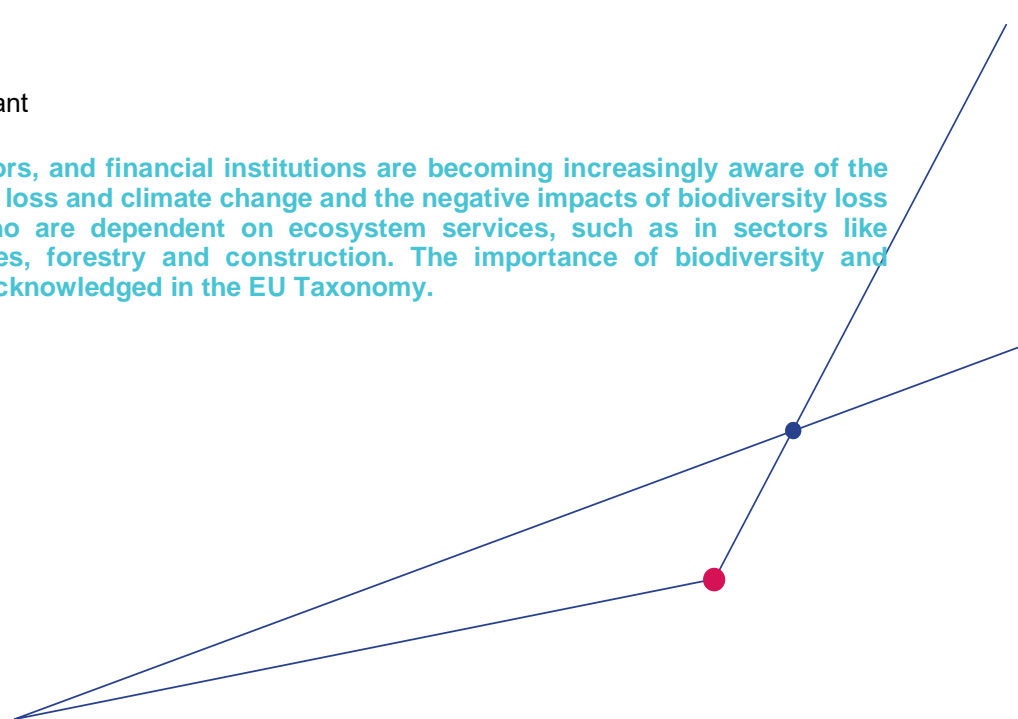 ant
ors, and financial institutions are becoming increasingly aware of the
loss and climate change and the negative impacts of biodiversity loss
no are dependent on ecosystem services, such as in sectors like
es, forestry and construction. The importance of biodiversity and
cknowledged in the EU Taxonomy.